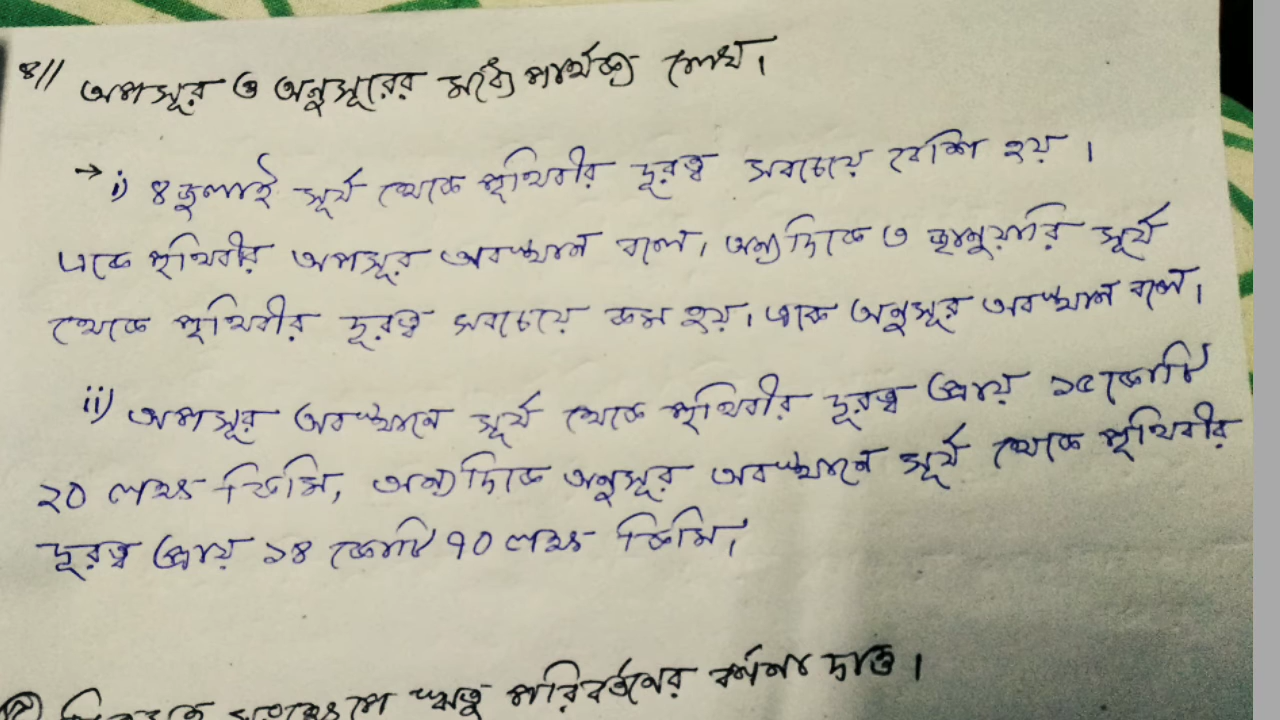 ৪// অপসূর ও অনুসূরের মধ্যে পার্থক্য লেখ।
→ i) ৪ জুলাই সূর্য থেকে পৃথিবীর দূরত্ব সবচেয়ে বেশি হয়।
একে পৃথিবীর অপসূর অবস্থান বলে। অন্যদিকে ৩ জানুয়ারি সূর্য
থেকে পৃথিবীর দূরত্ব সবচেয়ে কম হয়। একে অনুসূর অবস্থান বলে।
ii) অপসূর অবস্থানে সূর্য থেকে পৃথিবীর দূরত্ব প্রায় ১৫ কোটি
২০ লক্ষ কিমি, অন্যদিকে অনুসূর অবস্থানে সূর্য থেকে পৃথিবীর
দূরত্ব প্রায় ১৪ কোটি ৭০ লক্ষ কিমি।
ঋতু পরিবর্তনের বর্ণনা দাও।